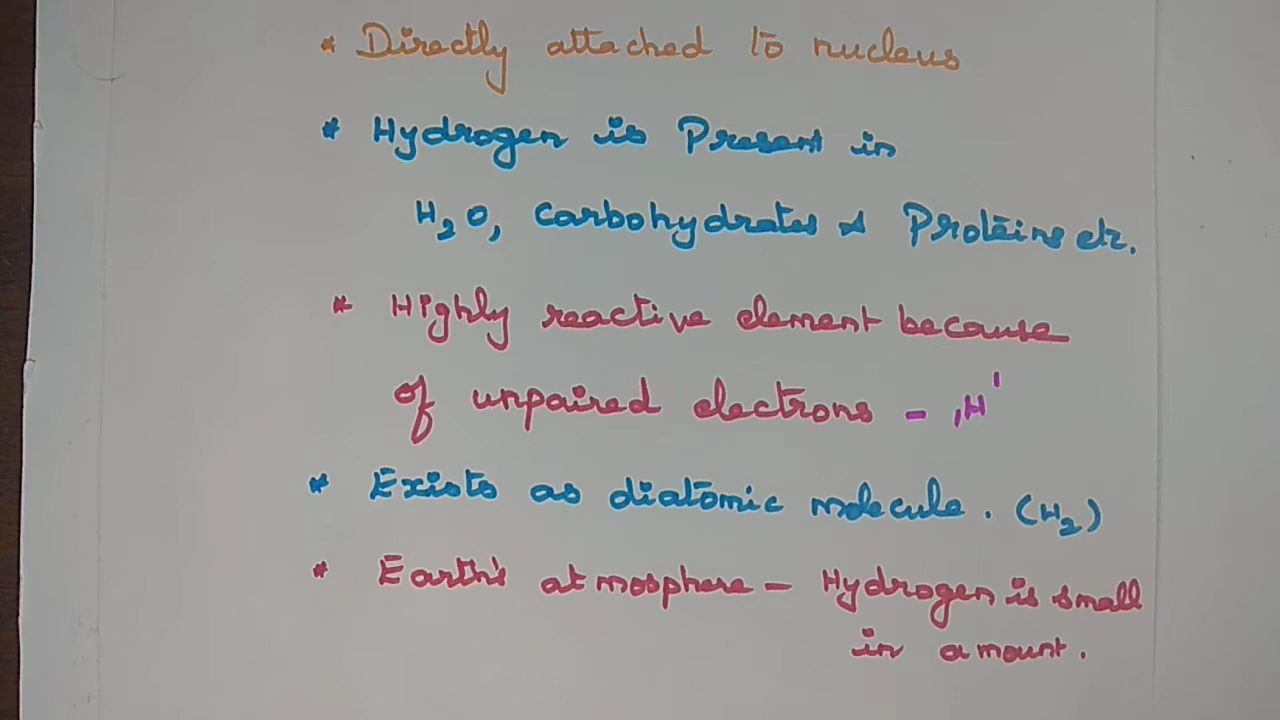 * Directly attached to nucleus
* Hydrogen is Present in
H₂O, Carbohydrates & Proteins etc.
* Highly reactive element because
of unpaired electrons - ₁H¹
* Exists as diatomic molecule. (H₂)
* Earth's atmosphere - Hydrogen is small
in amount.